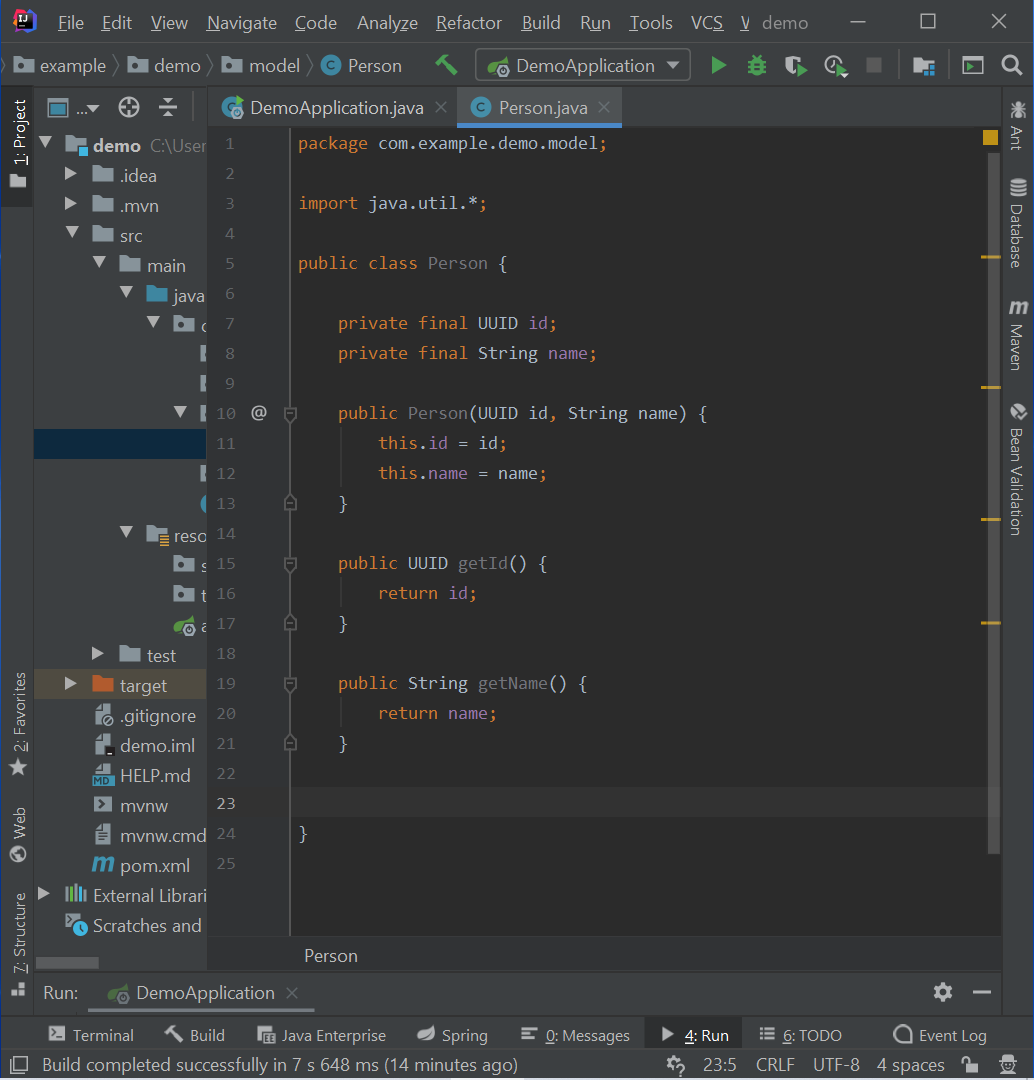 File Edit View Navigate Code Analyze Refactor Build Run Tools VCS demo
example demo model Person DemoApplication
1: Project
... DemoApplication.java Person.java
demo C:\User
.idea
.mvn
src
main
java
reso
test
target
.gitignore
demo.iml
HELP.md
mvnw
mvnw.cmd
pom.xml
External Librari
Scratches and
1 package com.example.demo.model;
2
3 import java.util.*;
4
5 public class Person {
6
7 private final UUID id;
8 private final String name;
9
10 @ public Person(UUID id, String name) {
11 this.id = id;
12 this.name = name;
13 }
14
15 public UUID getId() {
16 return id;
17 }
18
19 public String getName() {
20 return name;
21 }
22
23
24 }
25
Person
Ant
Database
m Maven
Bean Validation
2: Favorites
Web
7: Structure
Run: DemoApplication
Terminal Build Java Enterprise Spring 0: Messages 4: Run 6: TODO Event Log
Build completed successfully in 7 s 648 ms (14 minutes ago) 23:5 CRLF UTF-8 4 spaces